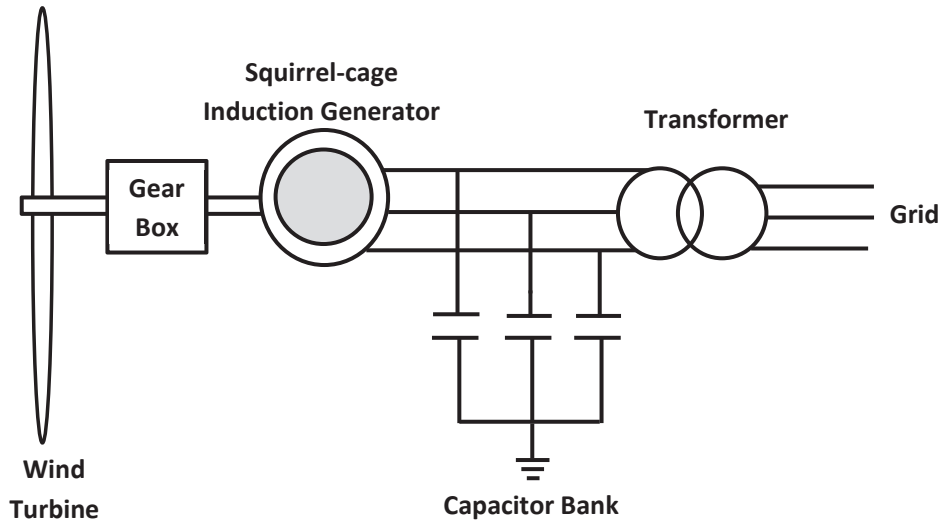 Squirrel-cage
Induction Generator
Transformer
Gear
Box
Grid
Wind
Turbine
Capacitor Bank